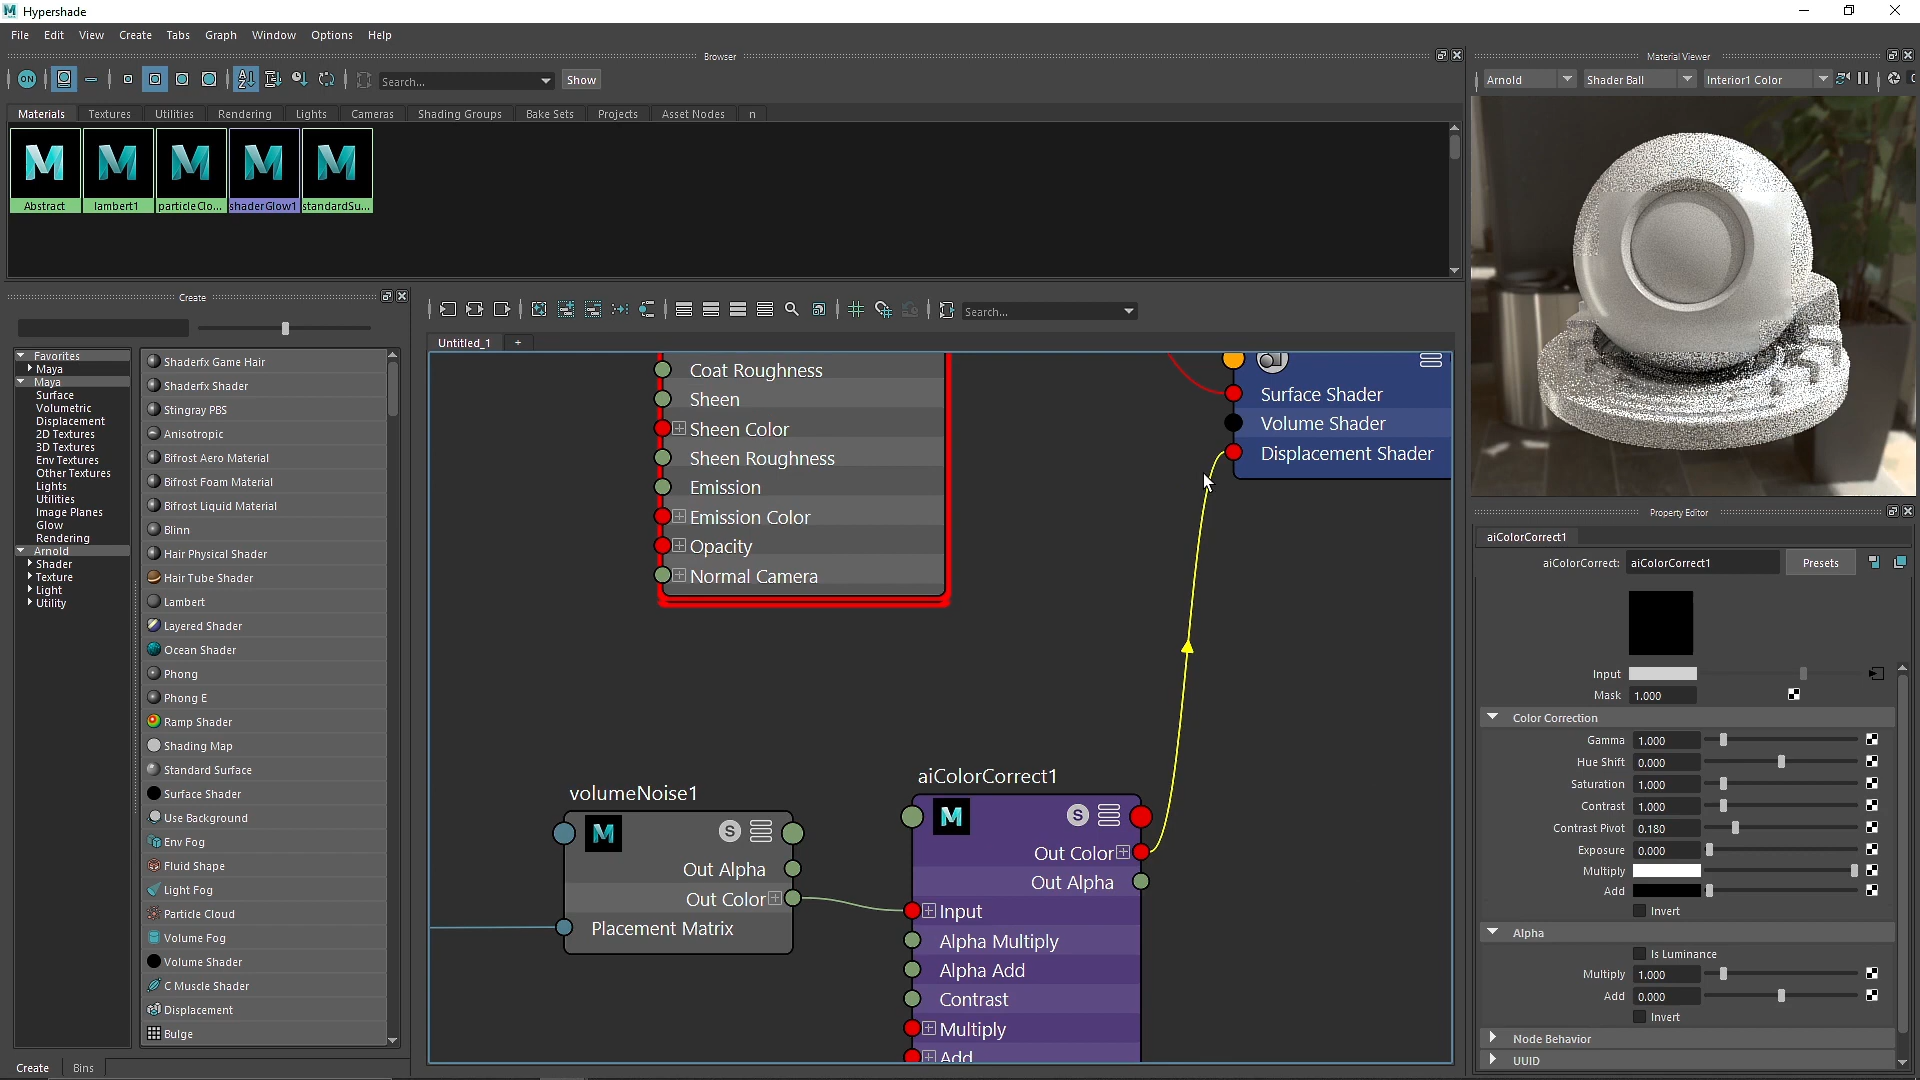 Hypershade
File Edit View Create Tabs Graph Window Options Help
Browser
Material Viewer
ON
Search...
Show
Arnold
Shader Ball
Interior1 Color
Materials Textures Utilities Rendering Lights Cameras Shading Groups Bake Sets Projects Asset Nodes n
Abstract lambert1 particleClo... shaderGlow1 standardSu...
Create
Search...
Untitled_1 +
Favorites
Maya
Maya
Surface
Volumetric
Displacement
2D Textures
3D Textures
Env Textures
Other Textures
Lights
Utilities
Image Planes
Glow
Rendering
Arnold
Shader
Texture
Light
Utility
Shaderfx Game Hair
Shaderfx Shader
Stingray PBS
Anisotropic
Bifrost Aero Material
Bifrost Foam Material
Bifrost Liquid Material
Blinn
Hair Physical Shader
Hair Tube Shader
Lambert
Layered Shader
Ocean Shader
Phong
Phong E
Ramp Shader
Shading Map
Standard Surface
Surface Shader
Use Background
Env Fog
Fluid Shape
Light Fog
Particle Cloud
Volume Fog
Volume Shader
C Muscle Shader
Displacement
Bulge
Create Bins
Coat Roughness
Sheen
Sheen Color
Sheen Roughness
Emission
Emission Color
Opacity
Normal Camera
Surface Shader
Volume Shader
Displacement Shader
volumeNoise1
S
Out Alpha
Out Color
Placement Matrix
aiColorCorrect1
S
Out Color
Out Alpha
Input
Alpha Multiply
Alpha Add
Contrast
Multiply
Add
Property Editor
aiColorCorrect1
aiColorCorrect: aiColorCorrect1 Presets
Input
Mask 1.000
Color Correction
Gamma 1.000
Hue Shift 0.000
Saturation 1.000
Contrast 1.000
Contrast Pivot 0.180
Exposure 0.000
Multiply
Add
Invert
Alpha
Is Luminance
Multiply 1.000
Add 0.000
Invert
Node Behavior
UUID